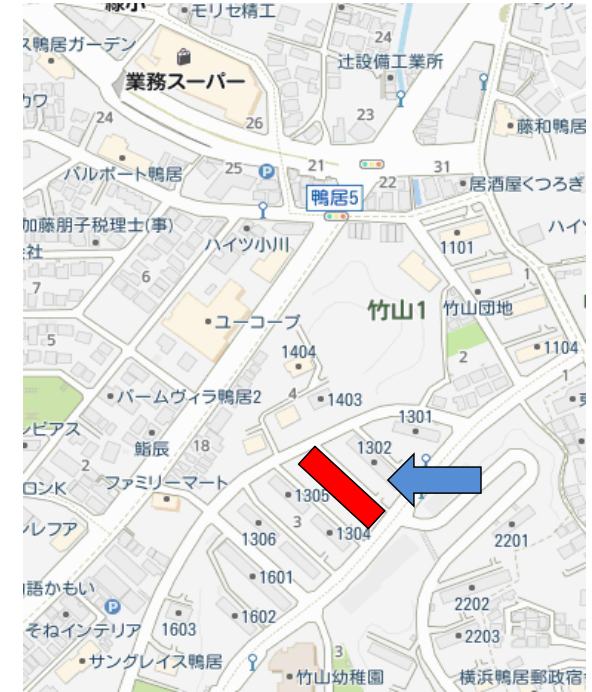 モリセ精工
ス鴨居ガーデン
24
辻設備工業所
業務スーパー
カワ
24
26
23
藤和鴨居
パルポート鴨居
25
P
21
22
31
居酒屋くつろぎ
鴨居5
加藤朋子税理士(事)
ハイツ小川
ハイ
社
1101
6
7
1
竹山1
竹山団地
ユーコープ
5
1404
1104
2
パームヴィラ鴨居2
4
1403
1
1301
レピアス
鮨辰
18
1302
2
ロンK
ファミリーマート
1305
3
1304
ルフア
1306
2201
1601
語かもい
P
1602
2202
そねインテリア
1603
2203
サングレイス鴨居
3
竹山幼稚園
横浜鴨居郵政宿